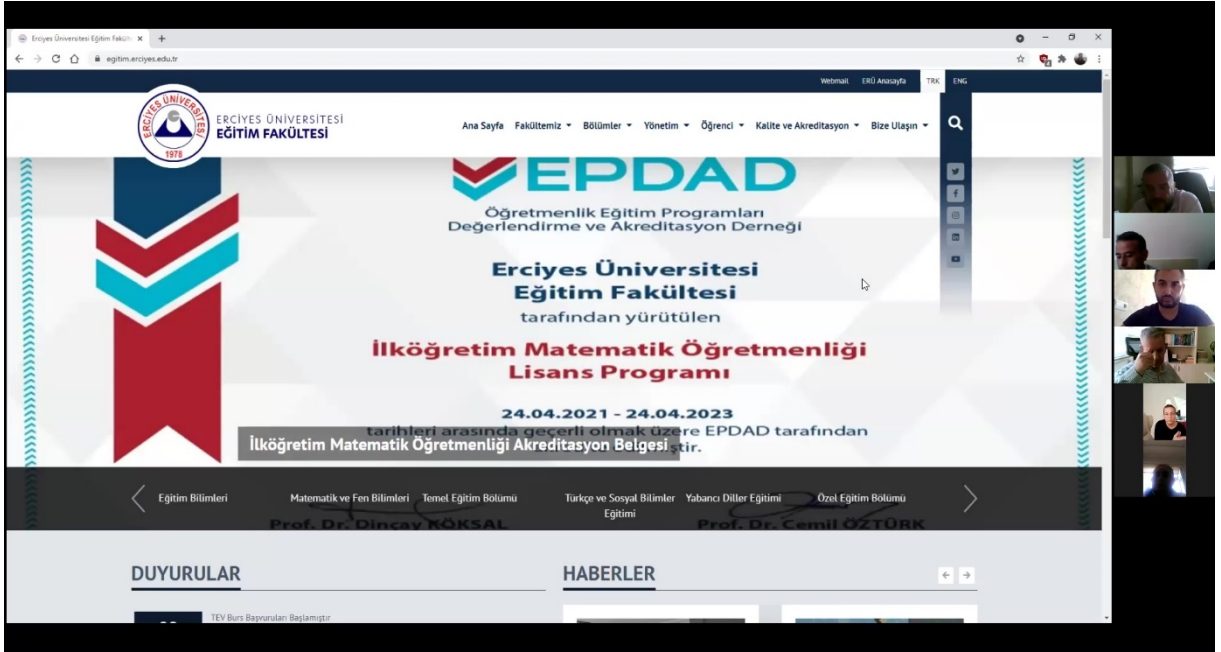 Erciyes Üniversitesi Eğitim Fakült
egitim.erciyes.edu.tr
Webmail ERÜ Anasayfa TRK ENG
ERCİYES ÜNİVERSİTESİ
1978
ERCİYES ÜNİVERSİTESİ
EĞİTİM FAKÜLTESİ
Ana Sayfa Fakültemiz Bölümler Yönetim Öğrenci Kalite ve Akreditasyon Bize Ulaşın
EPDAD
Öğretmenlik Eğitim Programları
Değerlendirme ve Akreditasyon Derneği
Erciyes Üniversitesi
Eğitim Fakültesi
tarafından yürütülen
İlköğretim Matematik Öğretmenliği
Lisans Programı
24.04.2021 - 24.04.2023
tarihleri arasında geçerli olmak üzere EPDAD tarafından
İlköğretim Matematik Öğretmenliği Akreditasyon Belgesi
Eğitim Bilimleri Matematik ve Fen Bilimleri Temel Eğitim Bölümü Türkçe ve Sosyal Bilimler Eğitimi Yabancı Diller Eğitimi Özel Eğitim Bölümü
Prof. Dr. Dinçay KÖKSAL Prof. Dr. Cemil ÖZTÜRK
DUYURULAR
HABERLER
TEV Burs Başvuruları Başlamıştır